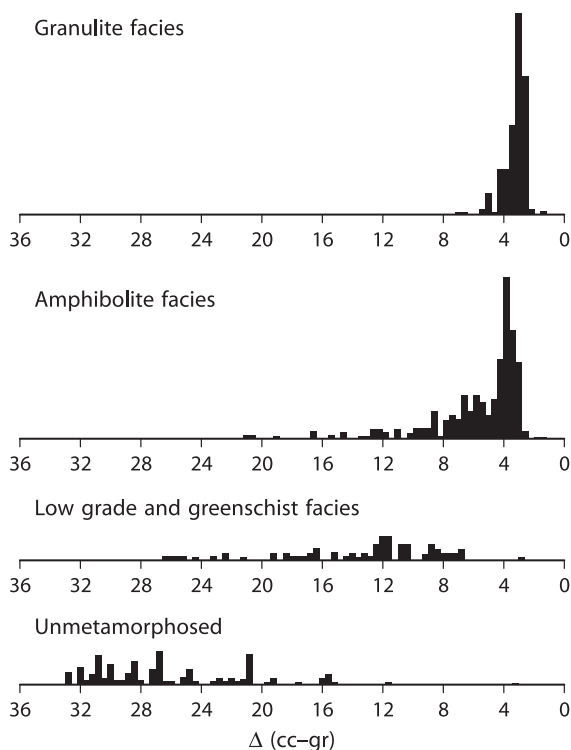 Granulite facies
36 32 28 24 20 16 12 8 4 0
Amphibolite facies
36 32 28 24 20 16 12 8 4 0
Low grade and greenschist facies
36 32 28 24 20 16 12 8 4 0
Unmetamorphosed
36 32 28 24 20 16 12 8 4 0
Δ (cc–gr)